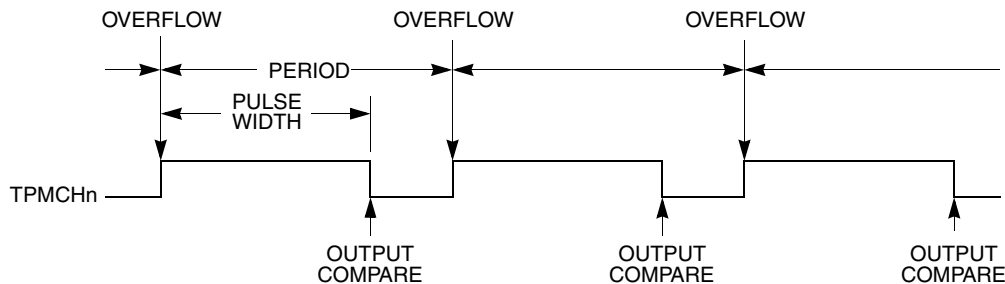 OVERFLOW
OVERFLOW
OVERFLOW
PERIOD
PULSE
WIDTH
TPMCHn
OUTPUT
COMPARE
OUTPUT
COMPARE
OUTPUT
COMPARE